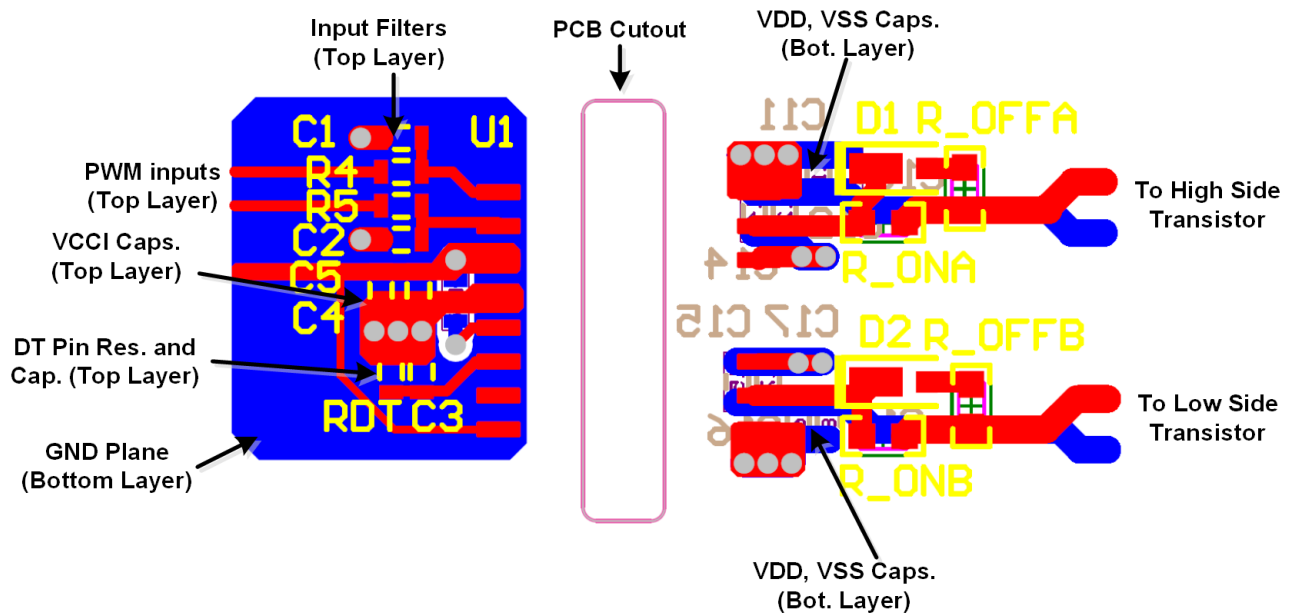 Input Filters
(Top Layer)
PCB Cutout
VDD, VSS Caps.
(Bot. Layer)
C1
U1
C11
D1 R_OFFA
PWM inputs
(Top Layer)
R4
R5
To High Side
Transistor
VCCI Caps.
(Top Layer)
C2
C5
C4
C14
R_ONA
C15
C17
D2 R_OFFB
DT Pin Res. and
Cap. (Top Layer)
RDT C3
To Low Side
Transistor
GND Plane
(Bottom Layer)
R_ONB
VDD, VSS Caps.
(Bot. Layer)